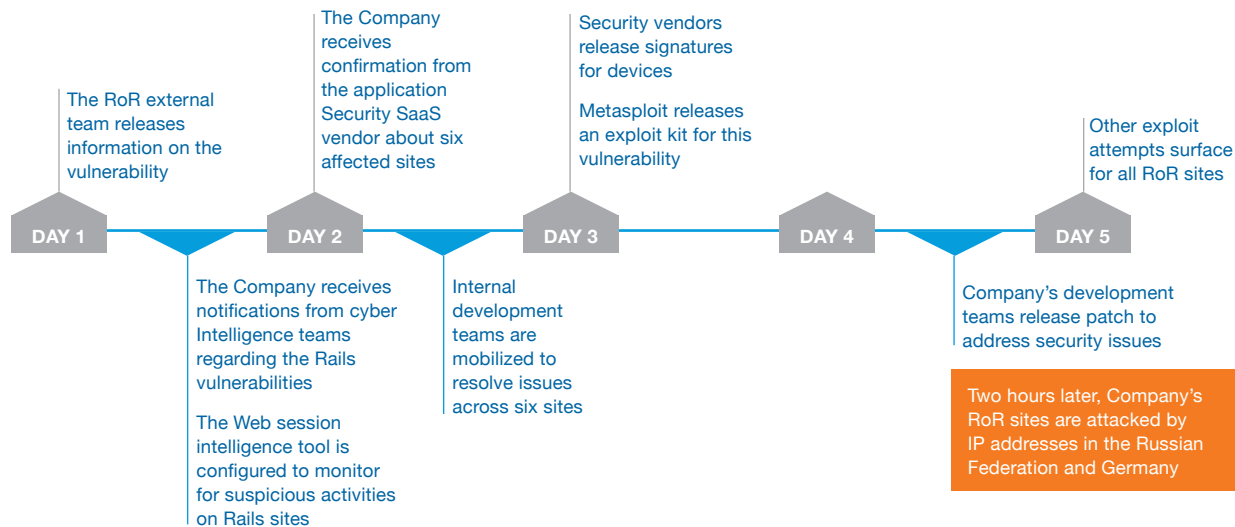 The RoR external
team releases
information on the
vulnerability
The Company
receives
confirmation from
the application
Security SaaS
vendor about six
affected sites
Security vendors
release signatures
for devices
Metasploit releases
an exploit kit for this
vulnerability
Other exploit
attempts surface
for all RoR sites
DAY 1
DAY 2
DAY 3
DAY 4
DAY 5
The Company receives
notifications from cyber
Intelligence teams
regarding the Rails
vulnerabilities
The Web session
intelligence tool is
configured to monitor
for suspicious activities
on Rails sites
Internal
development
teams are
mobilized to
resolve issues
across six sites
Company’s development
teams release patch to
address security issues
Two hours later, Company’s
RoR sites are attacked by
IP addresses in the Russian
Federation and Germany